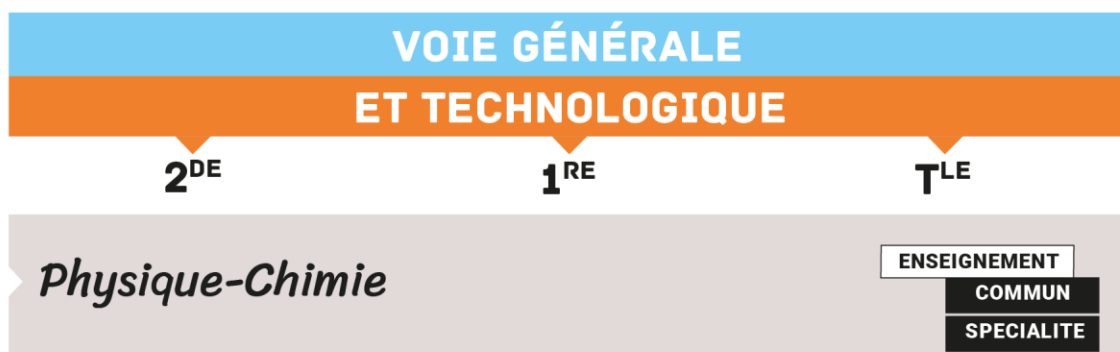 VOIE GÉNÉRALE
ET TECHNOLOGIQUE
2DE 1RE TLE
Physique-Chimie
ENSEIGNEMENT
COMMUN
SPECIALITE